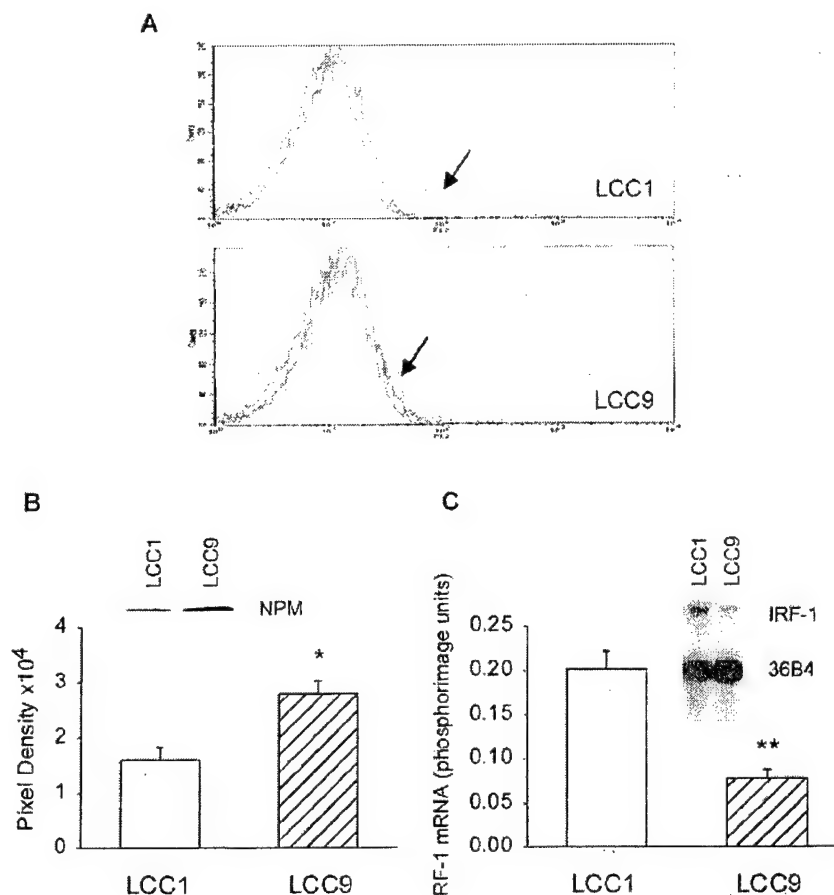 A
LCC1
LCC9
B
LCC1
LCC9
NPM
*
Pixel Density x10⁴
4
3
2
1
0
LCC1
LCC9
C
LCC1
LCC9
IRF-1
36B4
**
RF-1 mRNA (phosphorimage units)
0.25
0.20
0.15
0.10
0.05
0.00
LCC1
LCC9